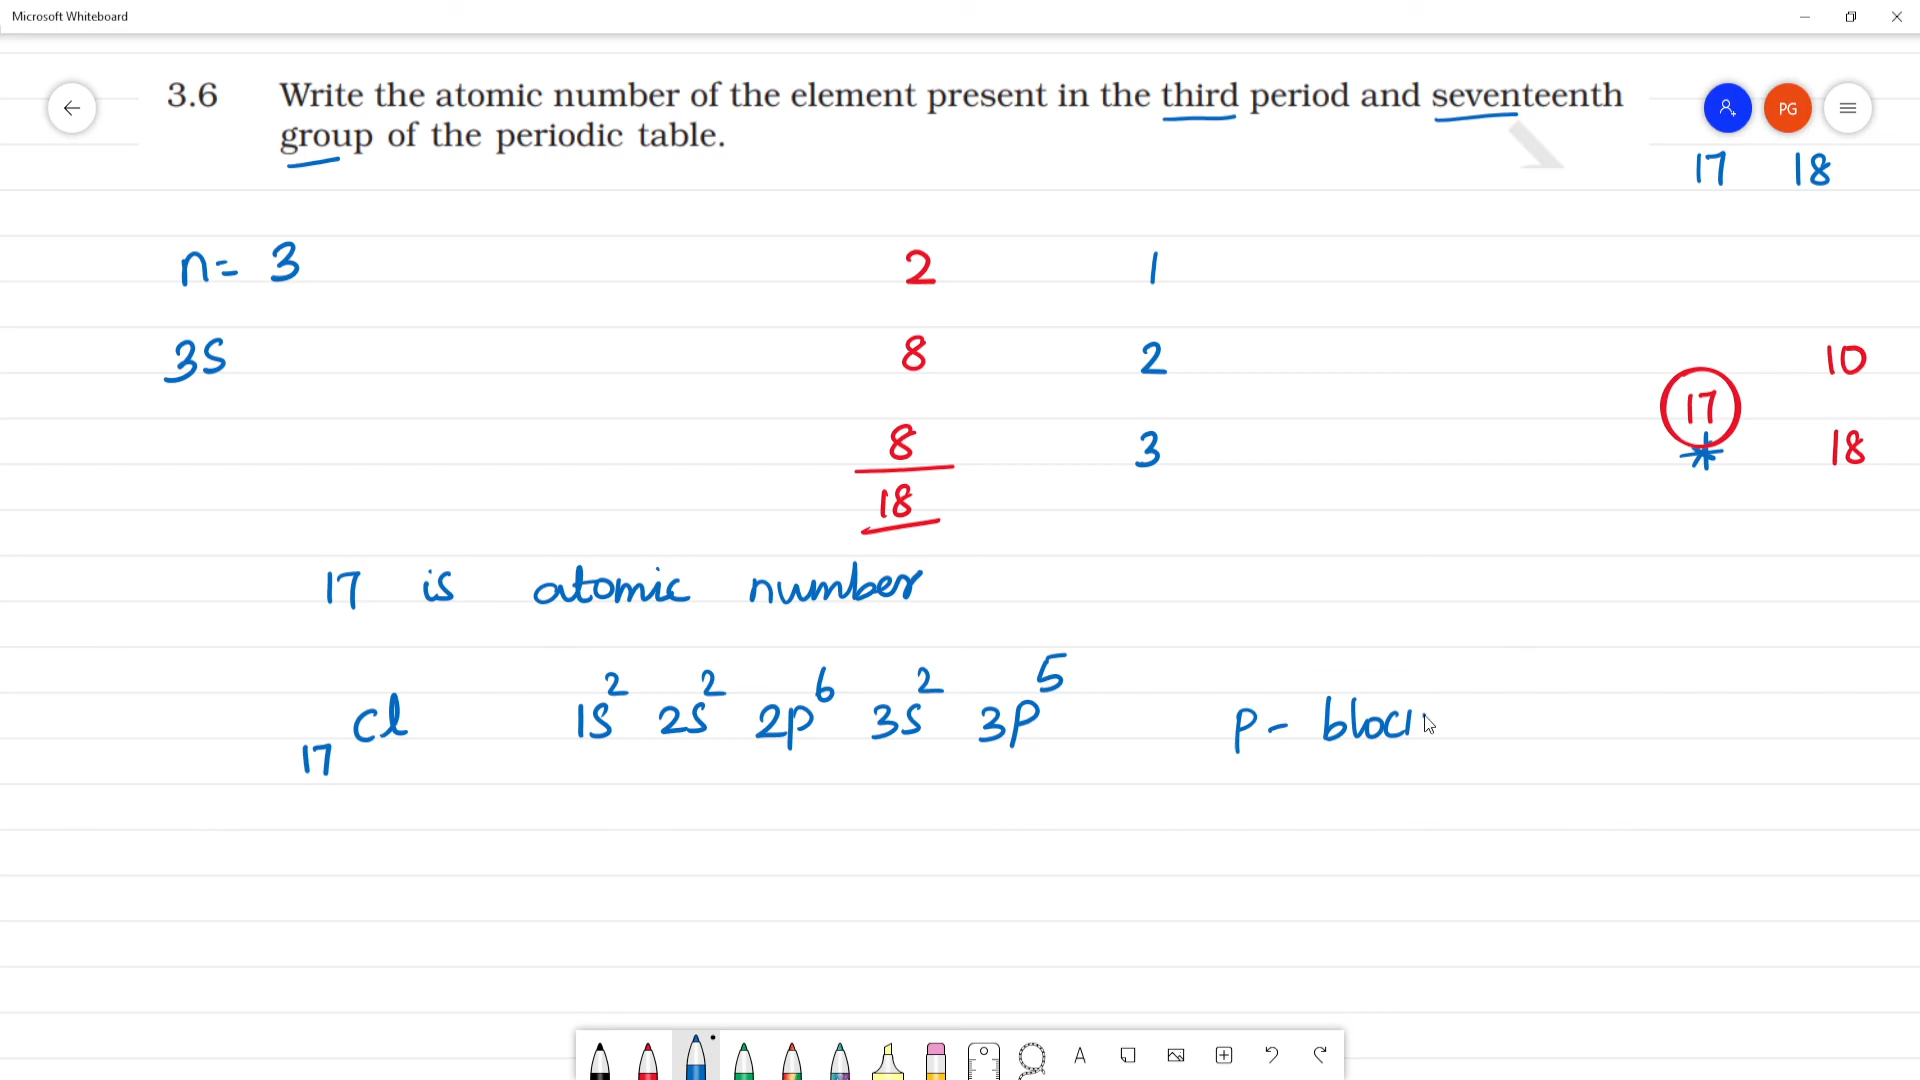 Microsoft Whiteboard
3.6 Write the atomic number of the element present in the third period and seventeenth
group of the periodic table.
PG
17 18
n= 3 2 1
3S 8 2 10
17
8 3 * 18
18
17 is atomic number
17Cl 1S² 2S² 2P⁶ 3S² 3P⁵ P- bloc
A